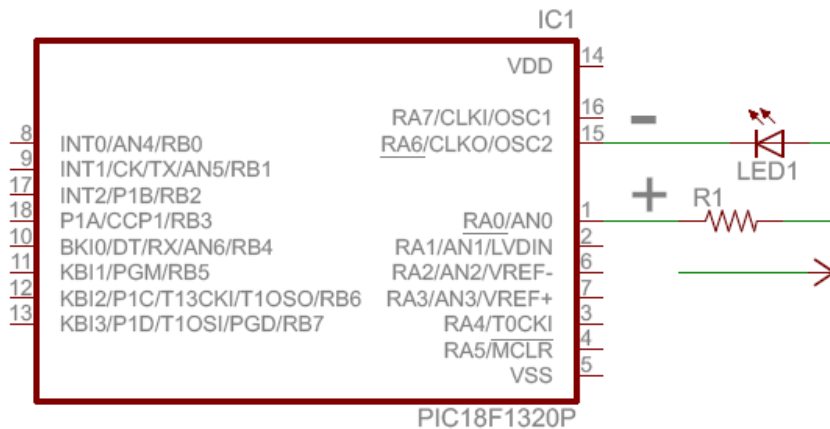 IC1
VDD 14
RA7/CLKI/OSC1 16
8 INT0/AN4/RB0 RA6/CLKO/OSC2 15 -
9 INT1/CK/TX/AN5/RB1 LED1
17 INT2/P1B/RB2 + R1
18 P1A/CCP1/RB3 RA0/AN0 1
10 BKI0/DT/RX/AN6/RB4 RA1/AN1/LVDIN 2
11 KBI1/PGM/RB5 RA2/AN2/VREF- 6
12 KBI2/P1C/T13CKI/T1OSO/RB6 RA3/AN3/VREF+ 7
13 KBI3/P1D/T1OSI/PGD/RB7 RA4/T0CKI 3
RA5/MCLR 4
VSS 5
PIC18F1320P